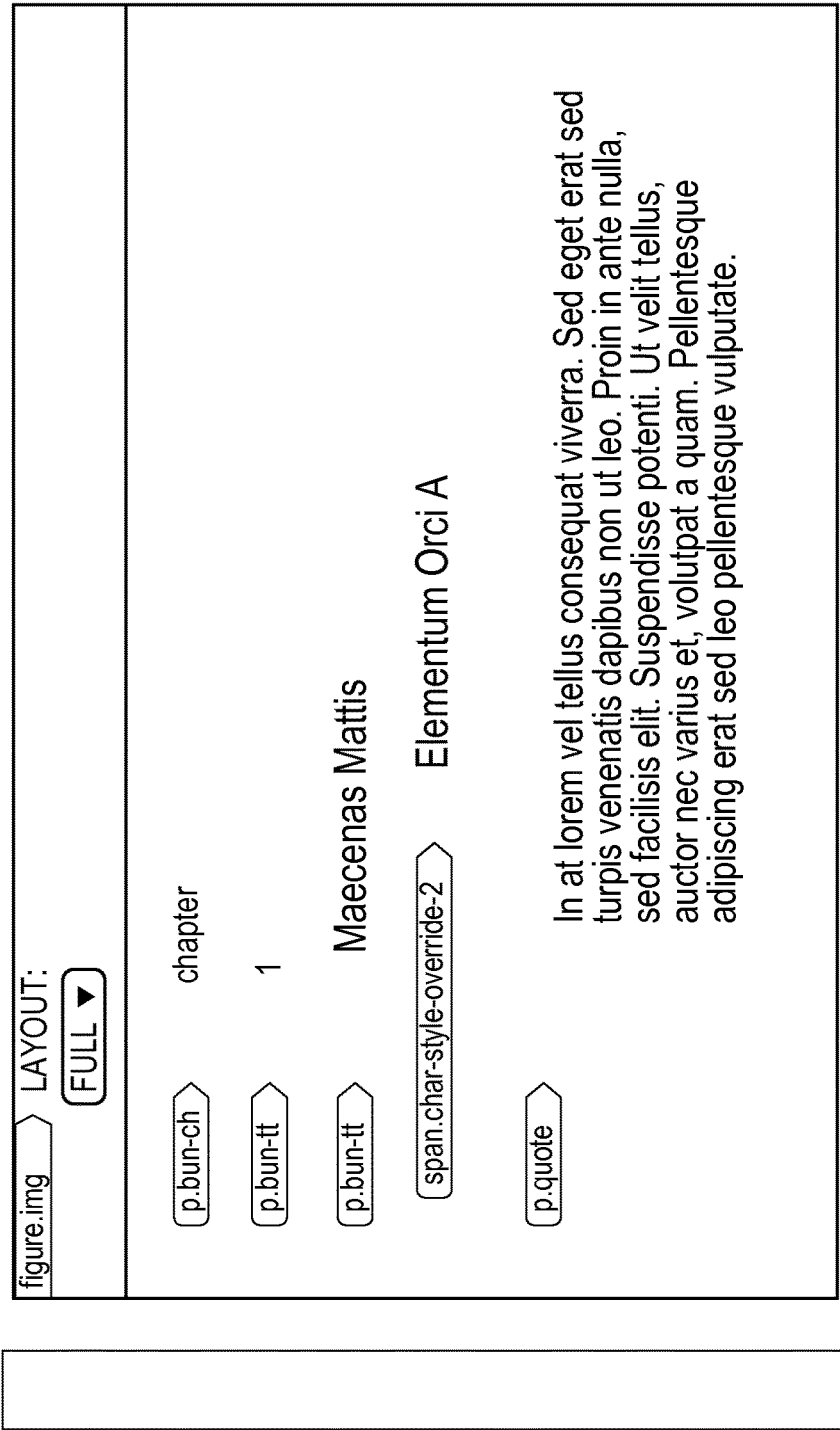 figure.img LAYOUT:
FULL ▼
p.bun-ch chapter
p.bun-tt 1
p.bun-tt Maecenas Mattis
span.char-style-override-2 Elementum Orci A
p.quote
In at lorem vel tellus consequat viverra. Sed eget erat sed
turpis venenatis dapibus non ut leo. Proin in ante nulla,
sed facilisis elit. Suspendisse potenti. Ut velit tellus,
auctor nec varius et, volutpat a quam. Pellentesque
adipiscing erat sed leo pellentesque vulputate.